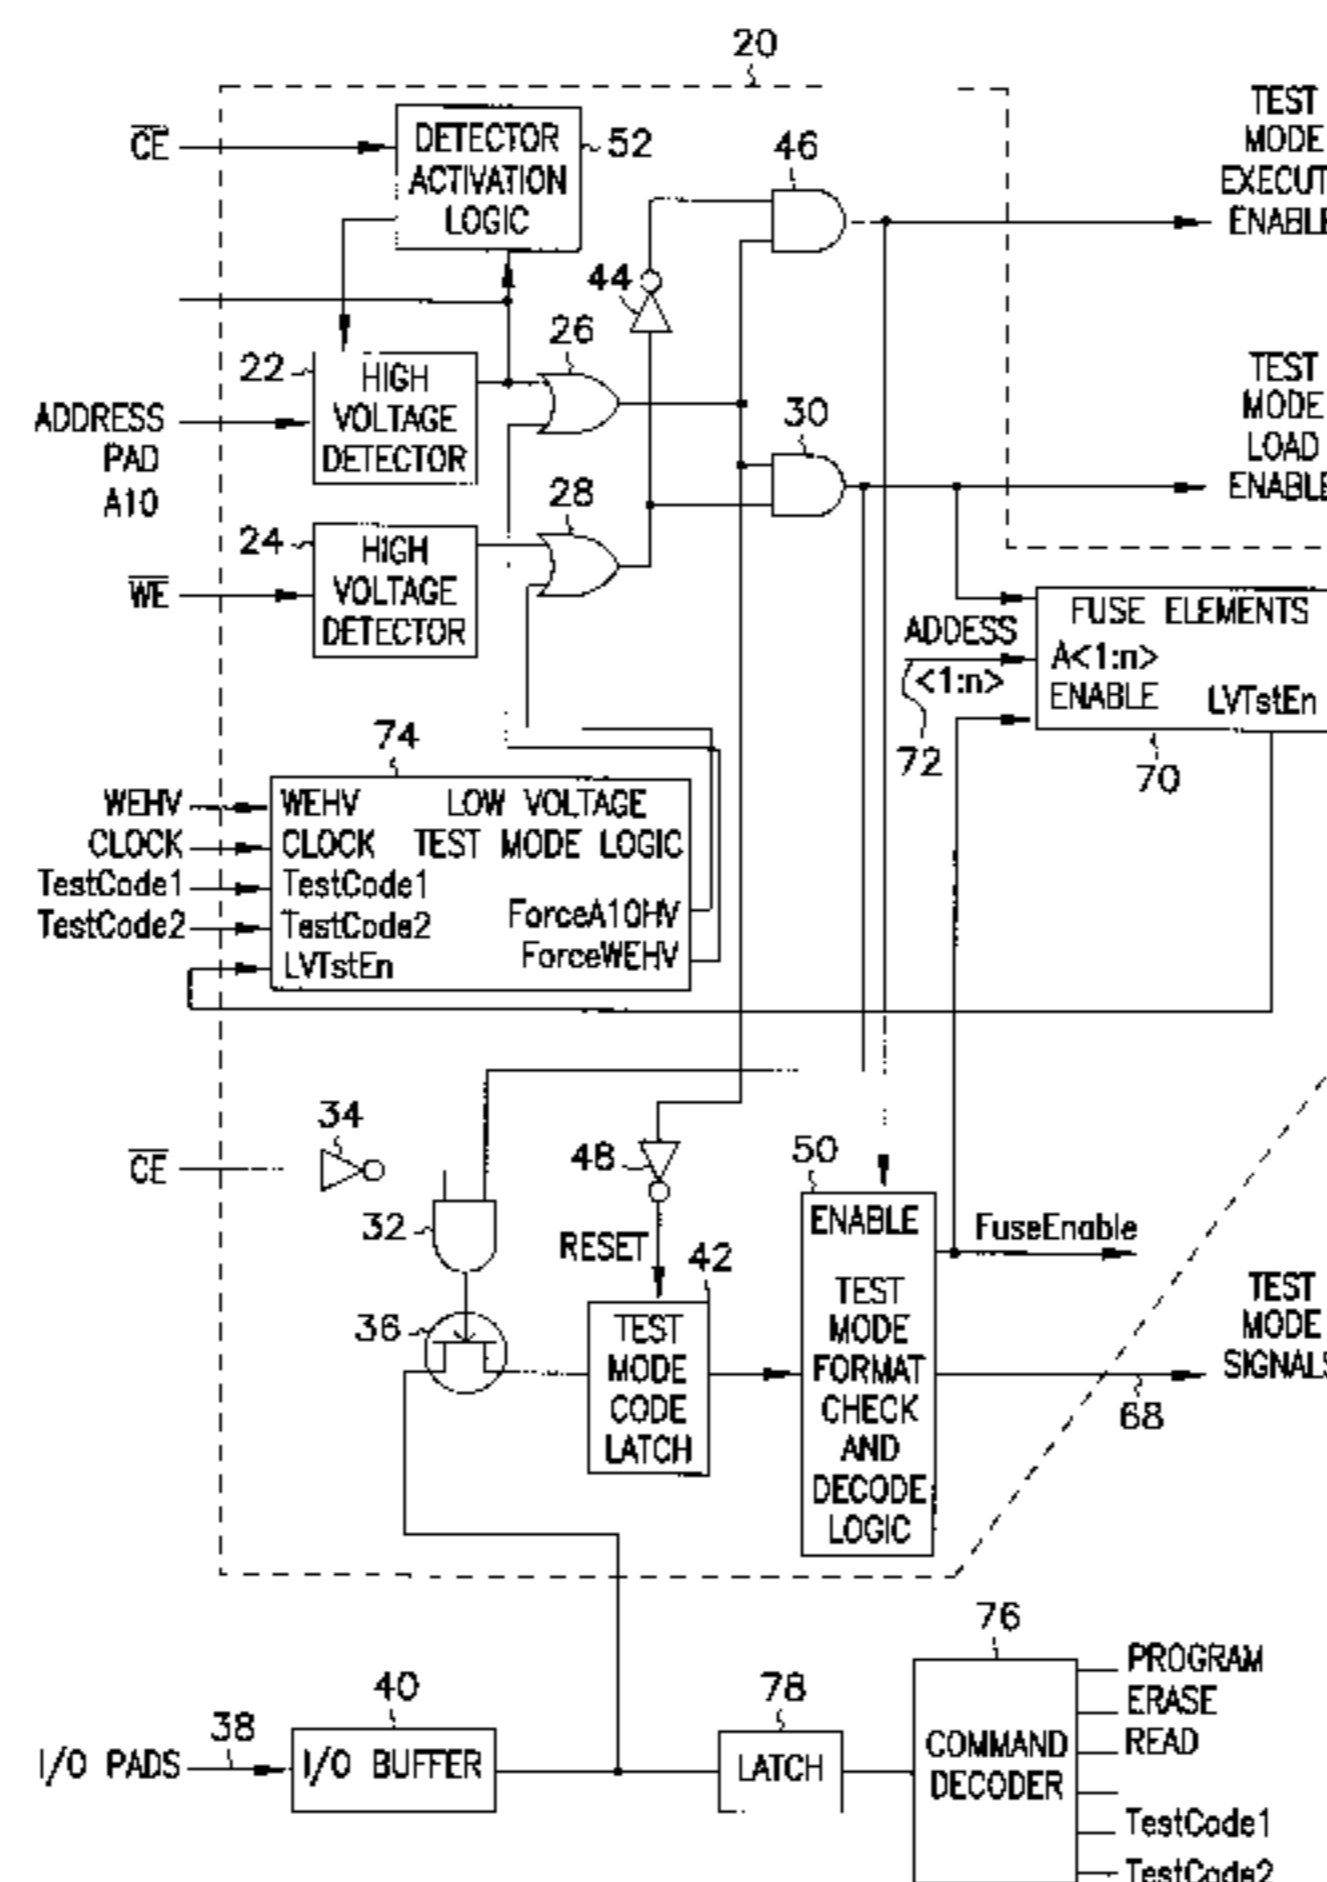 20
TEST
MODE
EXECUT
ENABLE
CE
DETECTOR
ACTIVATION
LOGIC
52
46
44
26
22
HIGH
VOLTAGE
DETECTOR
ADDRESS
PAD
A10
TEST
MODE
LOAD
ENABLE
30
28
24
HIGH
VOLTAGE
DETECTOR
WE
FUSE ELEMENTS
A<1:n>
ENABLE
LVTstEn
ADDESS
<1:n>
72
70
74
WEHV
CLOCK
TestCode1
TestCode2
WEHV
CLOCK
TestCode1
TestCode2
LVTstEn
LOW VOLTAGE
TEST MODE LOGIC
ForceA10HV
ForceWEHV
CE
34
32
48
RESET
42
36
TEST
MODE
CODE
LATCH
50
ENABLE
TEST
MODE
FORMAT
CHECK
AND
DECODE
LOGIC
FuseEnable
TEST
MODE
SIGNALS
68
I/O PADS
38
40
I/O BUFFER
78
LATCH
76
COMMAND
DECODER
PROGRAM
ERASE
READ
TestCode1
TestCode2